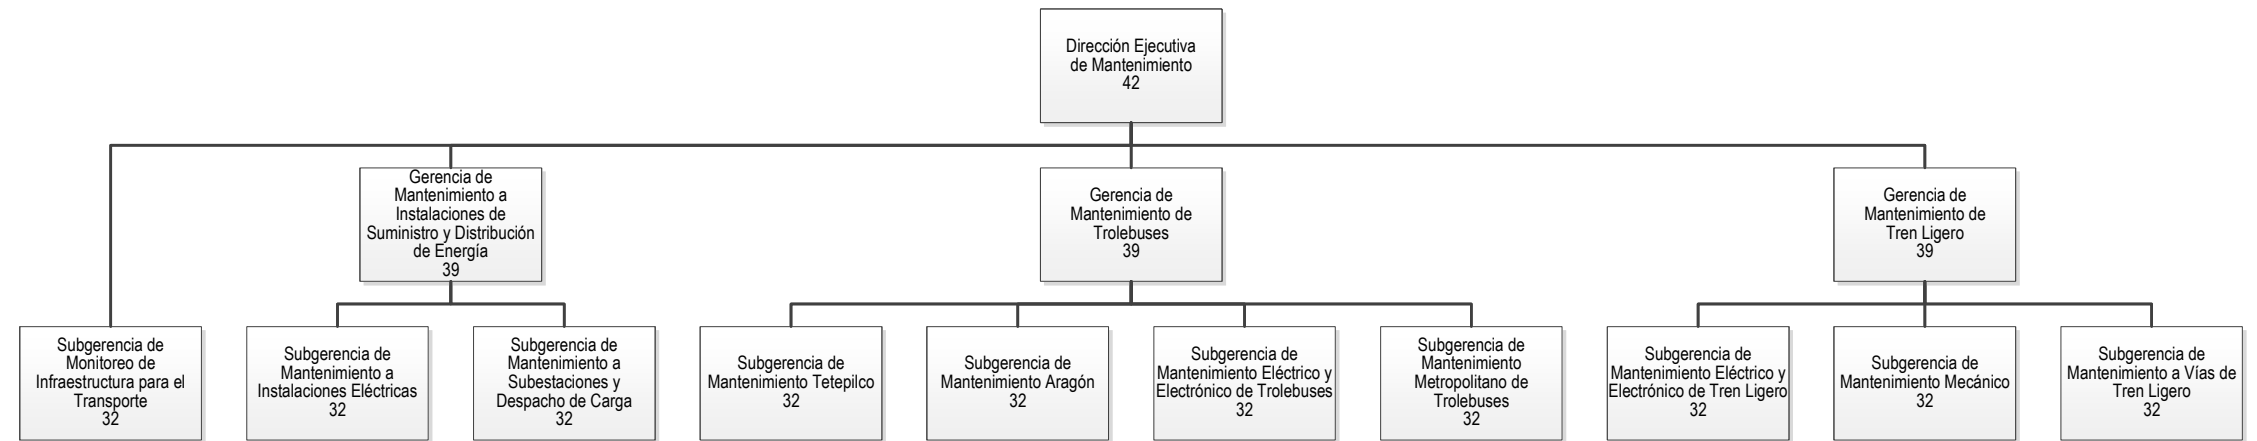 Dirección Ejecutiva
de Mantenimiento
42
Gerencia de
Mantenimiento a
Instalaciones de
Suministro y Distribución
de Energía
39
Gerencia de
Mantenimiento de
Trolebuses
39
Gerencia de
Mantenimiento de
Tren Ligero
39
Subgerencia de
Monitoreo de
Infraestructura para el
Transporte
32
Subgerencia de
Mantenimiento a
Instalaciones Eléctricas
32
Subgerencia de
Mantenimiento a
Subestaciones y
Despacho de Carga
32
Subgerencia de
Mantenimiento Tetepilco
32
Subgerencia de
Mantenimiento Aragón
32
Subgerencia de
Mantenimiento Eléctrico y
Electrónico de Trolebuses
32
Subgerencia de
Mantenimiento
Metropolitano de
Trolebuses
32
Subgerencia de
Mantenimiento Eléctrico y
Electrónico de Tren Ligero
32
Subgerencia de
Mantenimiento Mecánico
32
Subgerencia de
Mantenimiento a Vías de
Tren Ligero
32